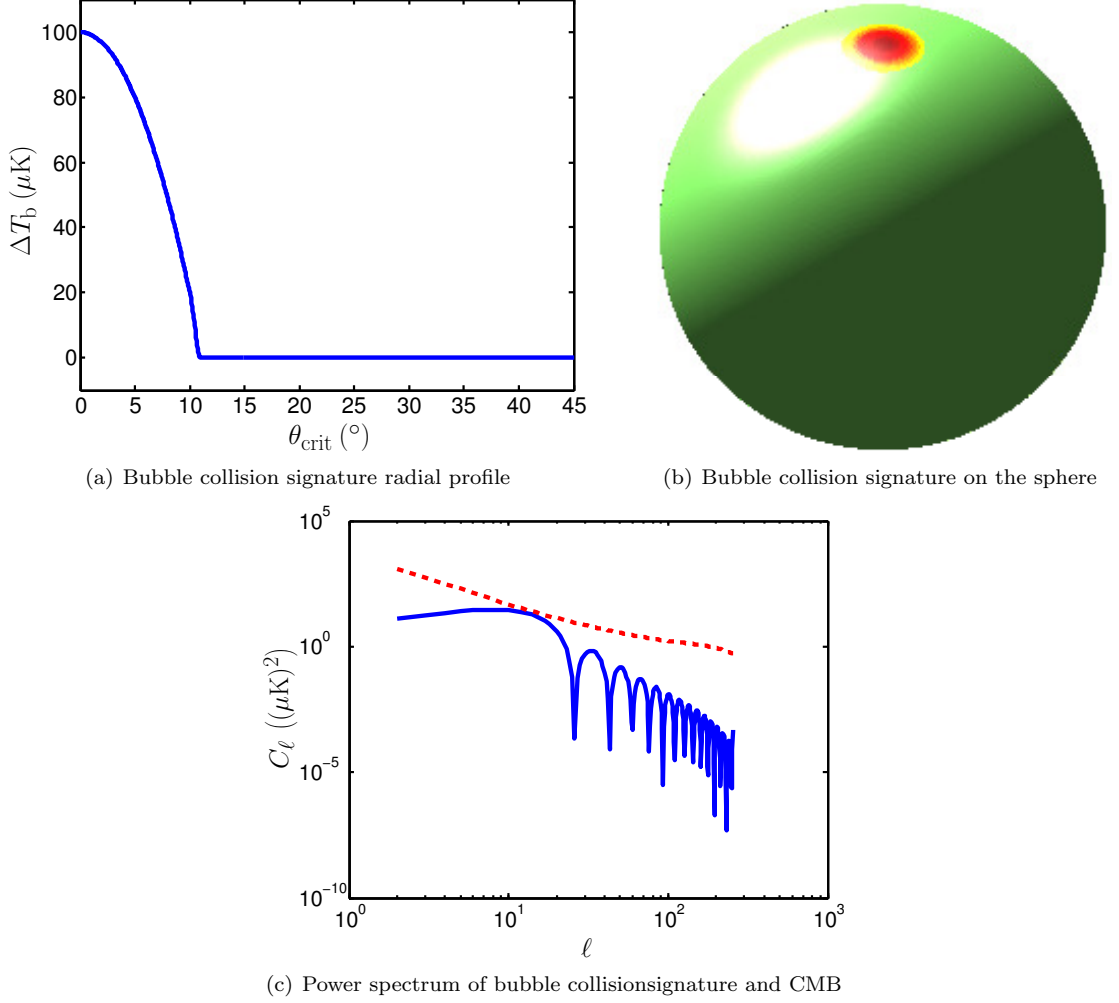 100
80
60
40
20
0
ΔT_b (μK)
0 5 10 15 20 25 30 35 40 45
θ_crit (°)
(a) Bubble collision signature radial profile
(b) Bubble collision signature on the sphere
10^5
10^0
10^−5
10^−10
C_ℓ ((μK)^2)
10^0 10^1 10^2 10^3
ℓ
(c) Power spectrum of bubble collisionsignature and CMB